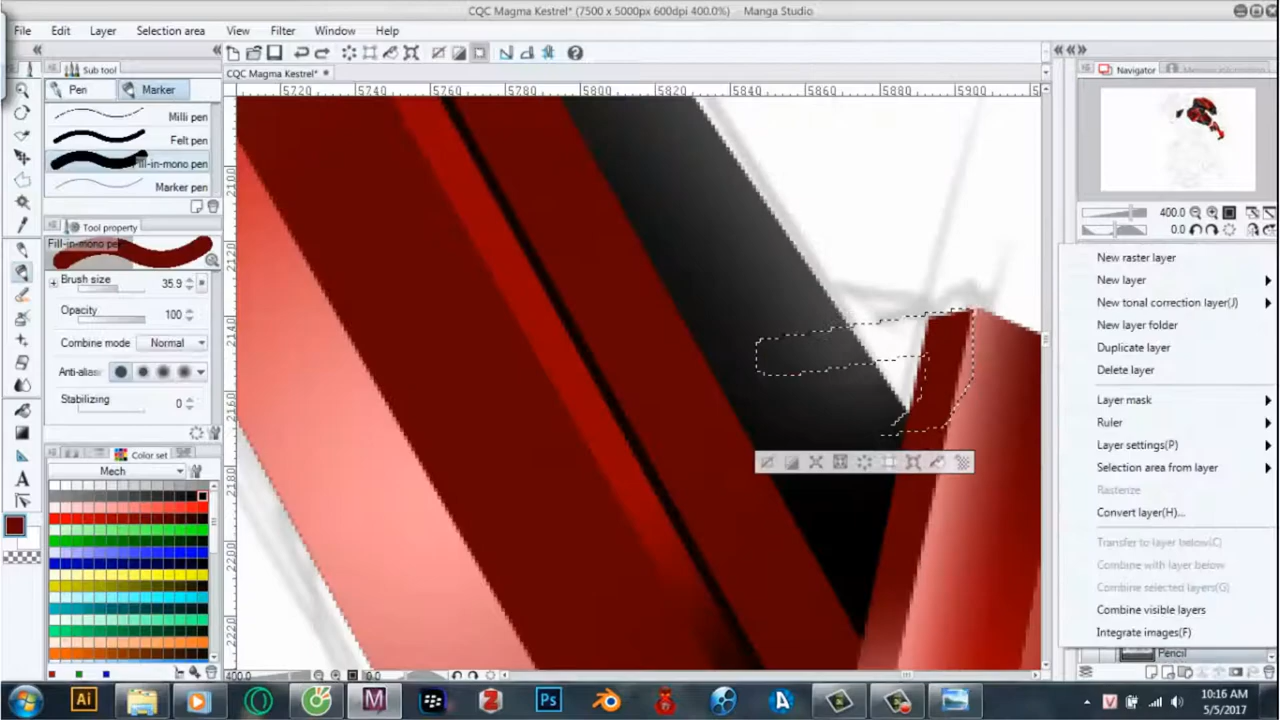 CQC Magma Kestrel* (7500 x 5000px 600dpi 400.0%) - Manga Studio
File Edit Layer Selection area View Filter Window Help
Sub tool
CQC Magma Kestrel*
Navigator
Pen Marker
5720 5740 5760 5780 5800 5820 5840 5860 5880 5900
Milli pen
Felt pen
Fill-in-mono pen
Marker pen
Tool property
Fill-in-mono pen
Brush size 35.9
Opacity 100
Combine mode Normal
Anti-aliasing
Stabilizing 0
Color set
Mech
2100
2120
2140
2160
2180
2200
2220
400.0
0.0
New raster layer
New layer
New tonal correction layer(J)
New layer folder
Duplicate layer
Delete layer
Layer mask
Ruler
Layer settings(P)
Selection area from layer
Rasterize
Convert layer(H)...
Transfer to layer below(C)
Combine with layer below
Combine selected layers(G)
Combine visible layers
Integrate images(F)
Pencil
400.0 0.0
Ai M Ps A V
10:16 AM
5/5/2017